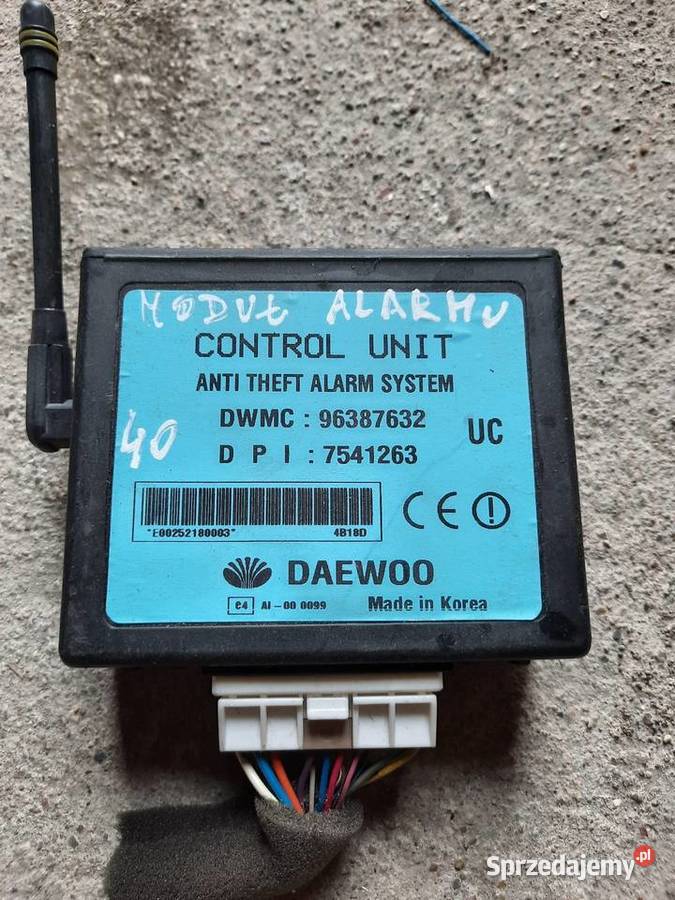 MODUŁ ALARMU
CONTROL UNIT
ANTI THEFT ALARM SYSTEM
DWMC : 96387632
UC
40
D P I : 7541263
"E00252180003" 4B18D
CE
DAEWOO
e4 AI-00 0099 Made in Korea
Sprzedajemy.pl